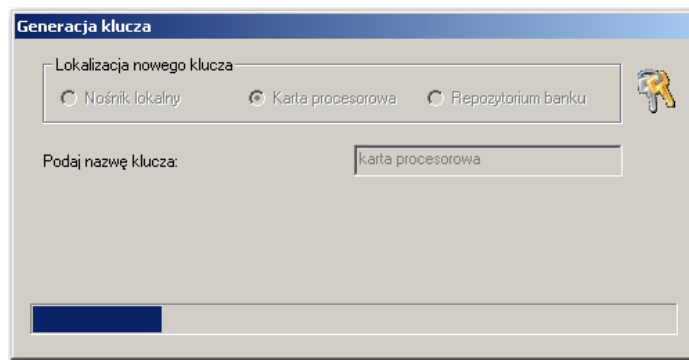 Generacja klucza
Lokalizacja nowego klucza
Nośnik lokalny Karta procesorowa Repozytorium banku
Podaj nazwę klucza: karta procesorowa